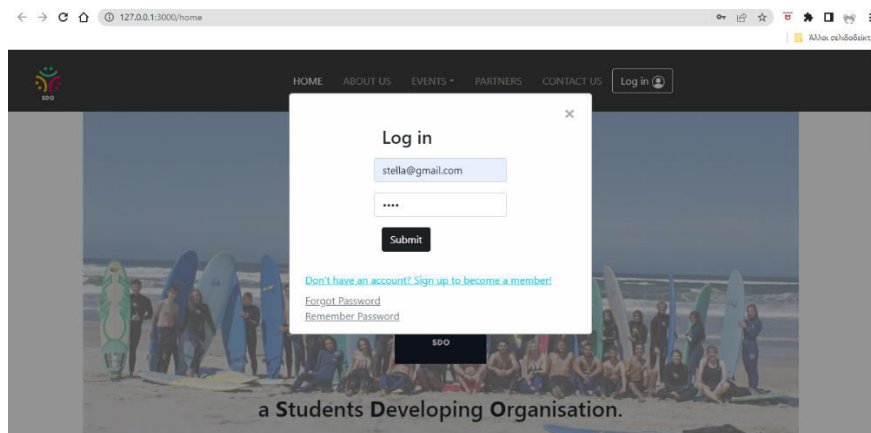 127.0.0.1:3000/home
Άλλοι σελιδοδείκτ
SDO
HOME ABOUT US EVENTS PARTNERS CONTACT US Log in
×
Log in
stella@gmail.com
••••
Submit
Don't have an account? Sign up to become a member!
Forgot Password
Remember Password
SDO
a Students Developing Organisation.